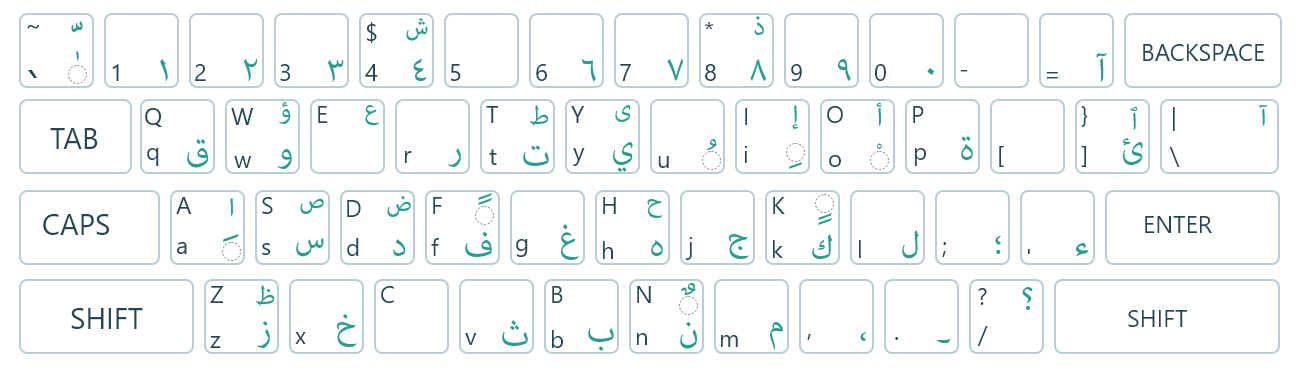 ~ ّ $ ش * ذ
` ٰ 1 ١ 2 ٢ 3 ٣ 4 ٤ 5 6 ٦ 7 ٧ 8 ٨ 9 ٩ 0 ٠ - = آ BACKSPACE
TAB Q W ؤ E ع T ط Y ى I إ O أ P } ٱ | آ
q ق w و r ر t ت y ي u ُ i ِ o ْ p ة [ ] ئ \
CAPS A ا S ص D ض F ً H ح K ٍ ENTER
a َ s س d د f ف g غ h ه j ج k ك l ل ; ؛ ' ء
SHIFT Z ظ C B N ٌ ? ؟ SHIFT
z ز x خ v ث b ب n ن m م , ، . ـ /